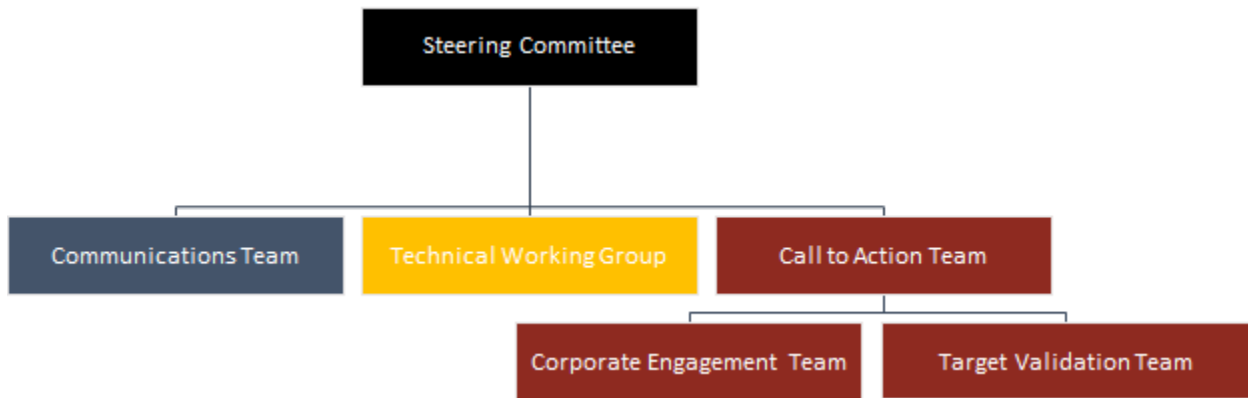 Steering Committee
Communications Team
Technical Working Group
Call to Action Team
Corporate Engagement Team
Target Validation Team